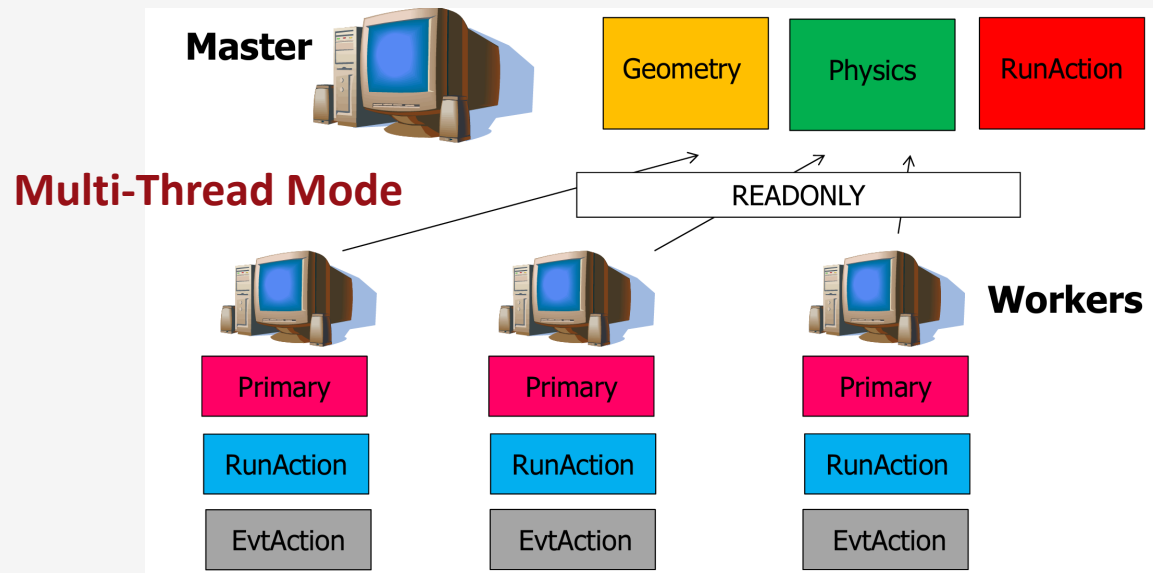 Master
Geometry
Physics
RunAction
Multi-Thread Mode
READONLY
Workers
Primary
Primary
Primary
RunAction
RunAction
RunAction
EvtAction
EvtAction
EvtAction